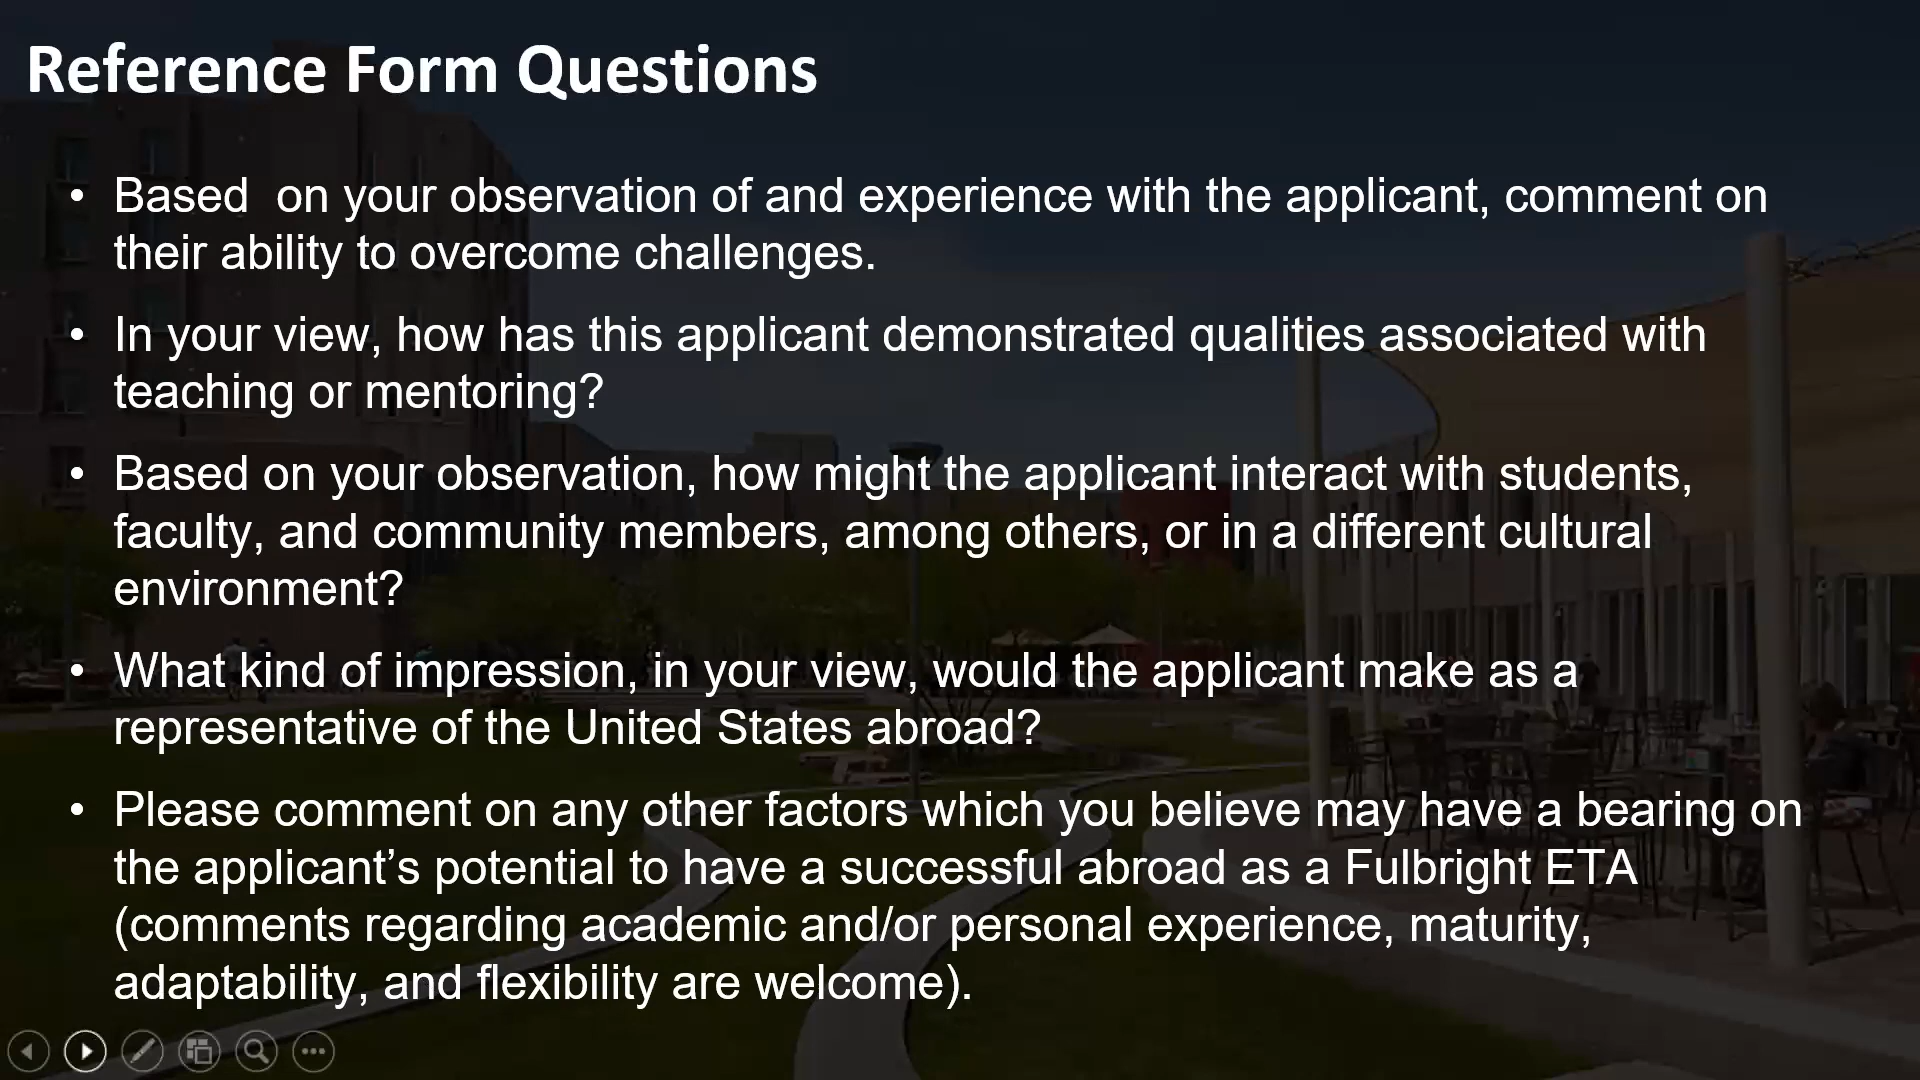 Reference Form Questions
• Based  on your observation of and experience with the applicant, comment on
their ability to overcome challenges.
• In your view, how has this applicant demonstrated qualities associated with
teaching or mentoring?
• Based on your observation, how might the applicant interact with students,
faculty, and community members, among others, or in a different cultural
environment?
• What kind of impression, in your view, would the applicant make as a
representative of the United States abroad?
• Please comment on any other factors which you believe may have a bearing on
the applicant’s potential to have a successful abroad as a Fulbright ETA
(comments regarding academic and/or personal experience, maturity,
adaptability, and flexibility are welcome).